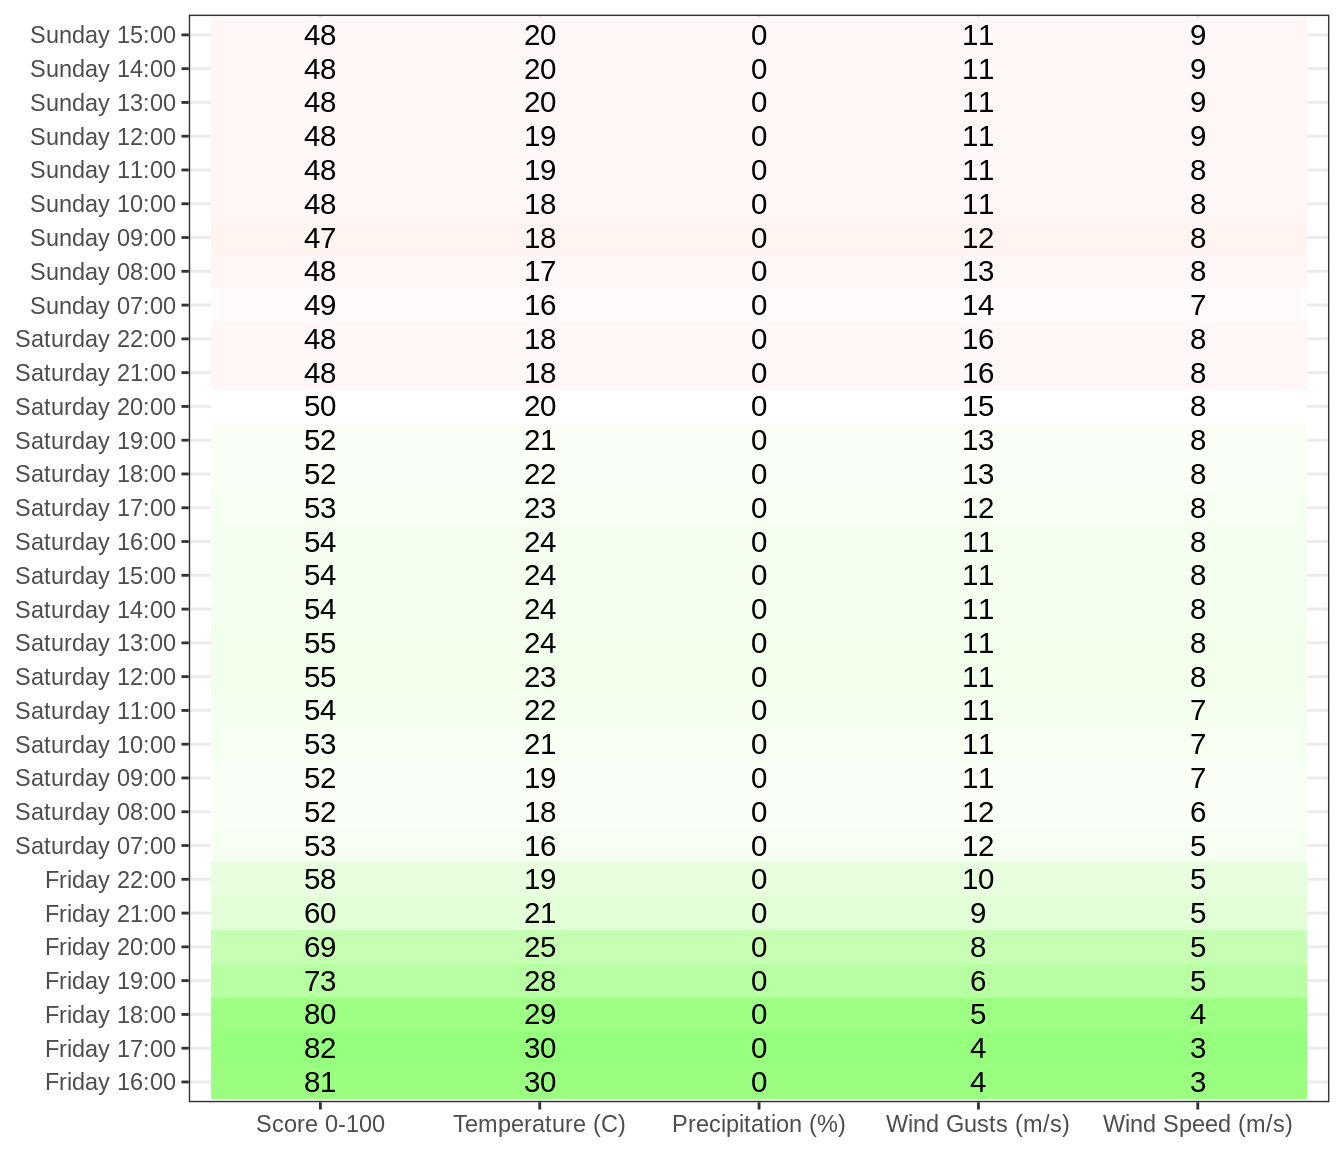 Sunday 15:00 48 20 0 11 9
Sunday 14:00 48 20 0 11 9
Sunday 13:00 48 20 0 11 9
Sunday 12:00 48 19 0 11 9
Sunday 11:00 48 19 0 11 8
Sunday 10:00 48 18 0 11 8
Sunday 09:00 47 18 0 12 8
Sunday 08:00 48 17 0 13 8
Sunday 07:00 49 16 0 14 7
Saturday 22:00 48 18 0 16 8
Saturday 21:00 48 18 0 16 8
Saturday 20:00 50 20 0 15 8
Saturday 19:00 52 21 0 13 8
Saturday 18:00 52 22 0 13 8
Saturday 17:00 53 23 0 12 8
Saturday 16:00 54 24 0 11 8
Saturday 15:00 54 24 0 11 8
Saturday 14:00 54 24 0 11 8
Saturday 13:00 55 24 0 11 8
Saturday 12:00 55 23 0 11 8
Saturday 11:00 54 22 0 11 7
Saturday 10:00 53 21 0 11 7
Saturday 09:00 52 19 0 11 7
Saturday 08:00 52 18 0 12 6
Saturday 07:00 53 16 0 12 5
Friday 22:00 58 19 0 10 5
Friday 21:00 60 21 0 9 5
Friday 20:00 69 25 0 8 5
Friday 19:00 73 28 0 6 5
Friday 18:00 80 29 0 5 4
Friday 17:00 82 30 0 4 3
Friday 16:00 81 30 0 4 3
Score 0-100 Temperature (C) Precipitation (%) Wind Gusts (m/s) Wind Speed (m/s)